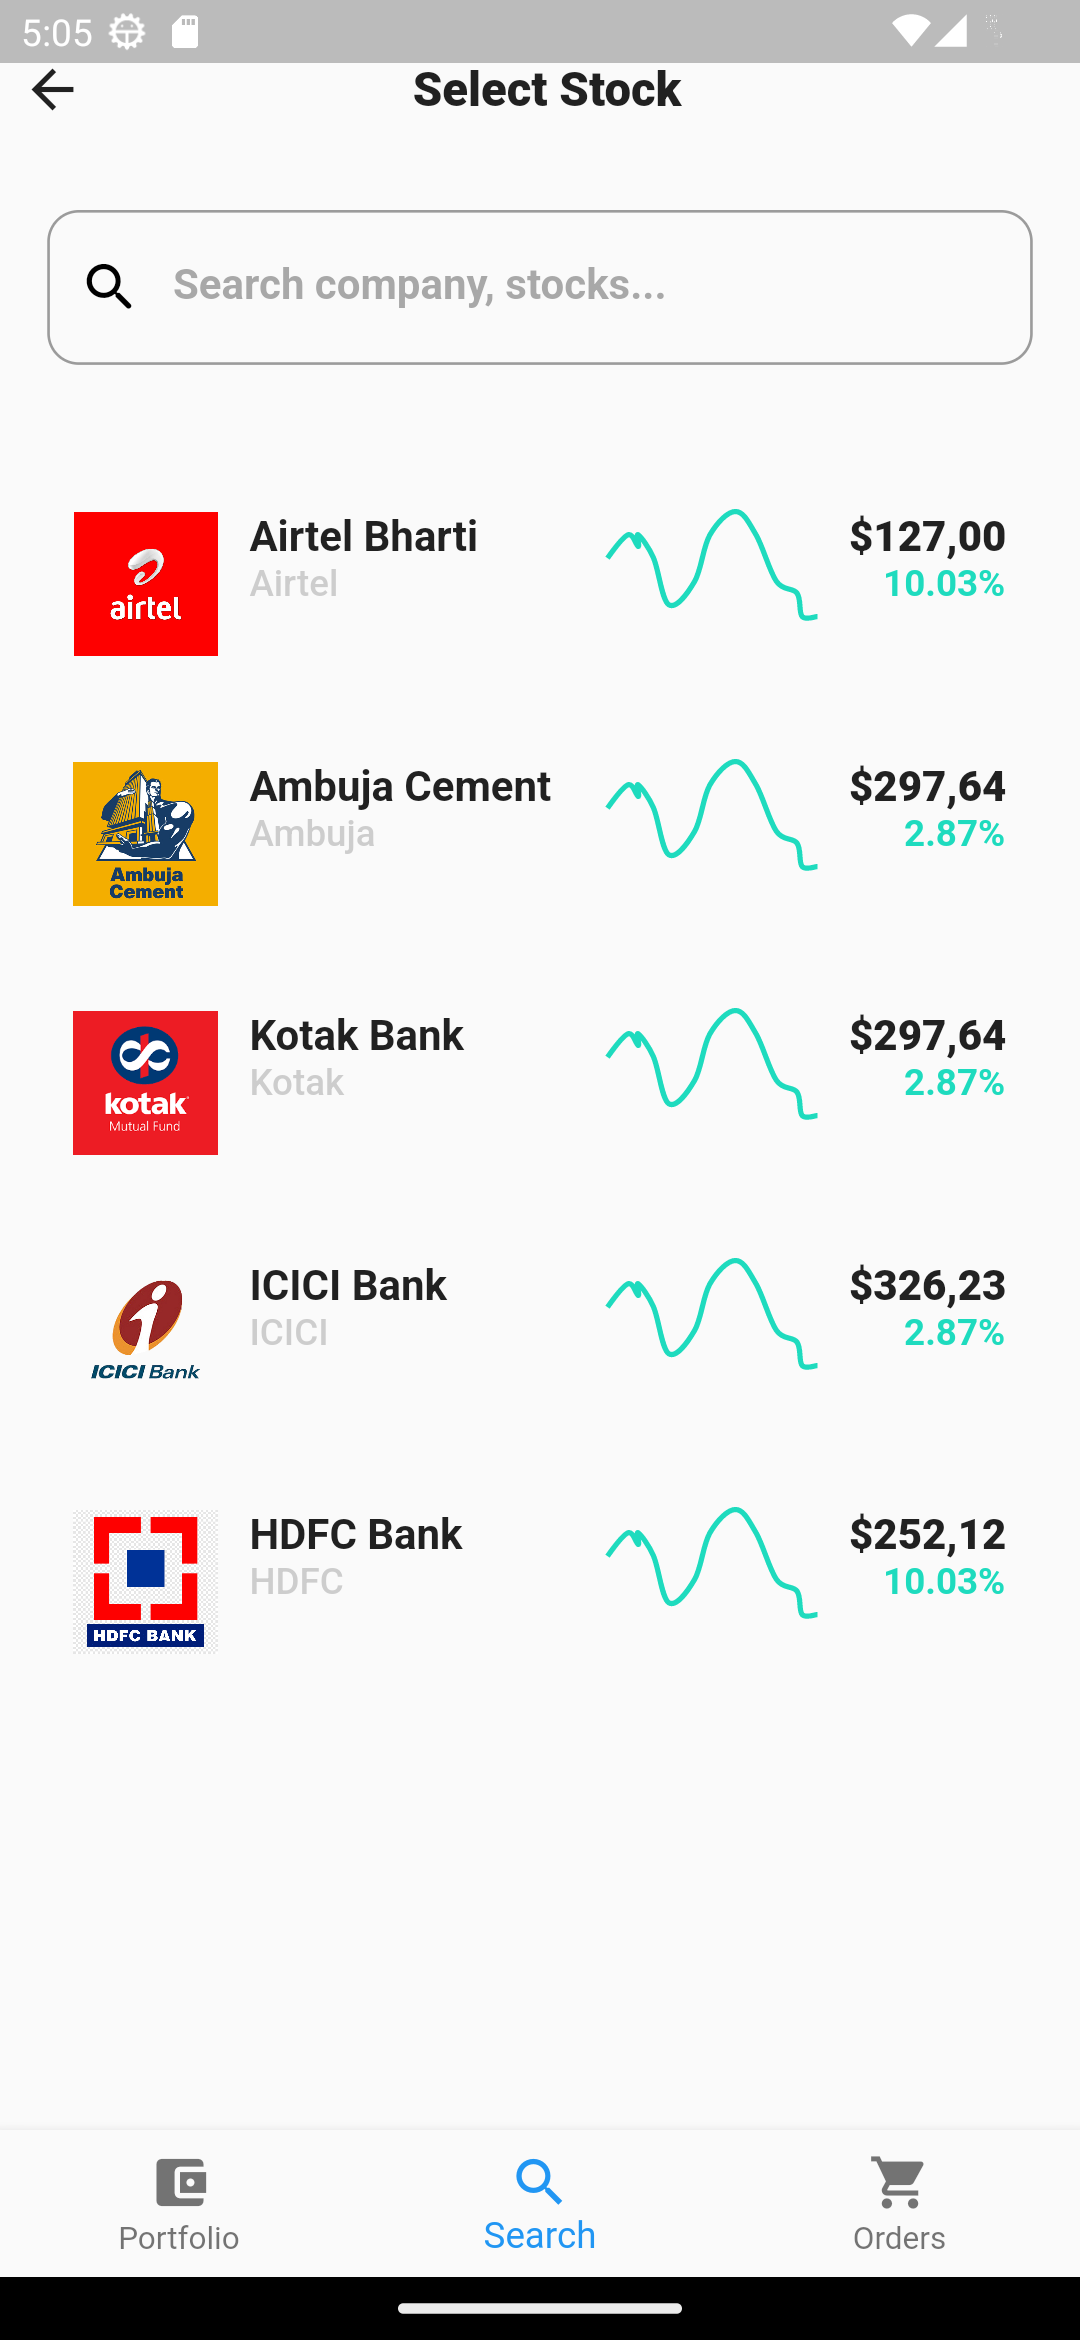 5:05
Select Stock
Search company, stocks...
airtel
Airtel Bharti
Airtel
$127,00
10.03%
Ambuja
Cement
Ambuja Cement
Ambuja
$297,64
2.87%
kotak
Mutual Fund
Kotak Bank
Kotak
$297,64
2.87%
ICICI Bank
ICICI Bank
ICICI
$326,23
2.87%
HDFC BANK
HDFC Bank
HDFC
$252,12
10.03%
Portfolio
Search
Orders